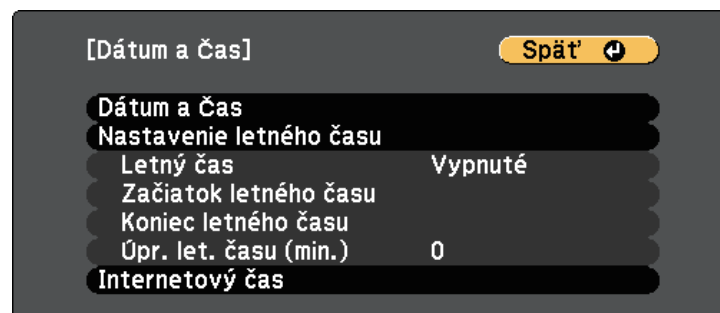 [Dátum a Čas] Späť
Dátum a Čas
Nastavenie letného času
Letný čas Vypnuté
Začiatok letného času
Koniec letného času
Úpr. let. času (min.) 0
Internetový čas